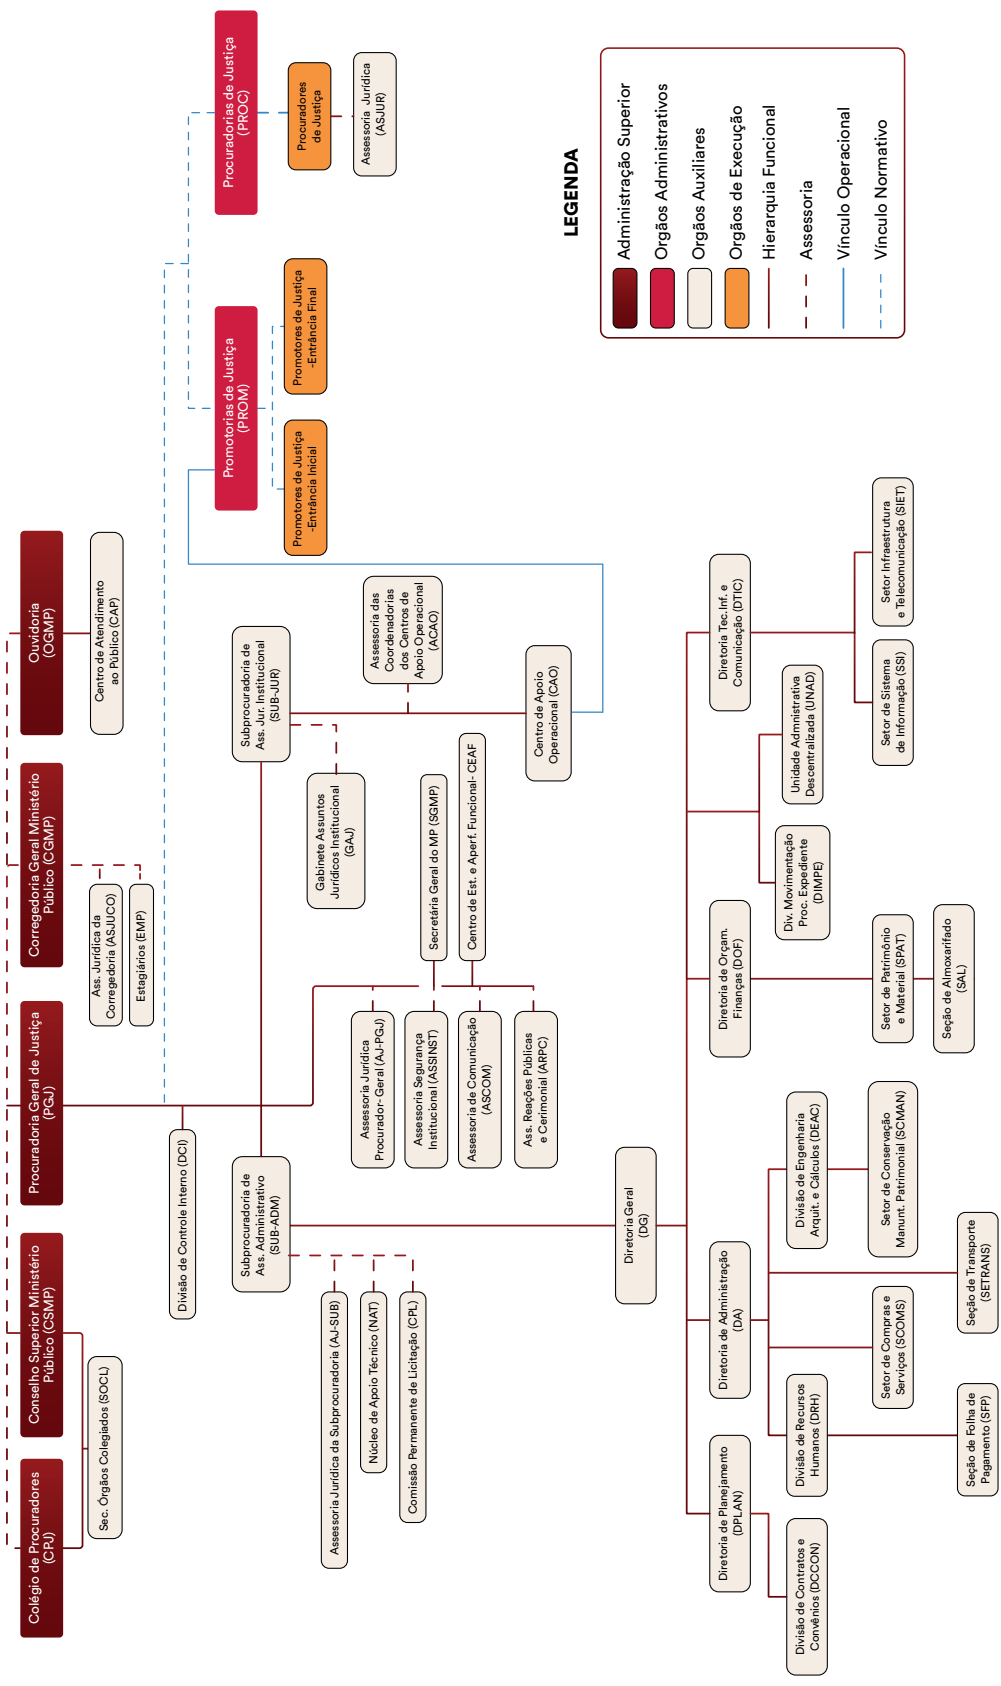 Colégio de Procuradores
(CPJ)
Conselho Superior Ministério
Público (CSMP)
Procuradoria Geral de Justiça
(PGJ)
Corregedoria Geral Ministério
Público (CGMP)
Ouvidoria
(OGMP)
Sec. Órgãos Colegiados (SOCL)
Ass. Jurídica da
Corregedoria (ASJUCO)
Estagiários (EMP)
Centro de Atendimento
ao Público (CAP)
Divisão de Controle Interno (DCI)
Promotorias de Justiça
(PROM)
Procuradorias de Justiça
(PROC)
Promotores de Justiça
-Entrância Inicial
Promotores de Justiça
-Entrância Final
Procuradores
de Justiça
Assessoria Jurídica
(ASJUR)
Subprocuradoria de
Ass. Administrativo
(SUB-ADM)
Subprocuradoria de
Ass. Jur. Institucional
(SUB-JUR)
Assessoria Jurídica da Subprocuradoria (AJ-SUB)
Núcleo de Apoio Técnico (NAT)
Comissão Permanente de Licitação (CPL)
Assessoria Jurídica
Procurador- Geral (AJ-PGJ)
Assessoria Segurança
Institucional (ASSINST)
Assessoria de Comunicação
(ASCOM)
Ass. Reações Públicas
e Cerimonial (ARPC)
Secretária Geral do MP (SGMP)
Centro de Est. e Aperf. Funcional- CEAF
Gabinete Assuntos
Jurídicos Institucional
(GAJ)
Assessoria das
Coordenadorias
dos Centros de
Apoio Operacional
(ACAO)
Centro de Apoio
Operacional (CAO)
Diretoria Geral
(DG)
Diretoria de Planejamento
(DPLAN)
Diretoria de Administração
(DA)
Diretoria de Orçam.
Finanças (DOF)
Diretoria Tec. Inf. e
Comunicação (DTIC)
Divisão de Contratos e
Convênios (DCCON)
Divisão de Recursos
Humanos (DRH)
Divisão de Engenharia
Arquit. e Cálculos (DEAC)
Div. Movimentação
Proc. Expediente
(DIMPE)
Unidade Admnistrativa
Descentralizada (UNAD)
Setor de Compras e
Serviços (SCOMS)
Setor de Conservação
Manunt. Patrimonial (SCMAN)
Setor de Patrimônio
e Material (SPAT)
Setor de Sistema
de Informação (SSI)
Setor Infraestrutura
e Telecomunicação (SIET)
Seção de Folha de
Pagamento (SFP)
Seção de Transporte
(SETRANS)
Seção de Almoxarifado
(SAL)
LEGENDA
Administração Superior
Orgãos Administrativos
Orgãos Auxiliares
Orgãos de Execução
Hierarquia Funcional
Assessoria
Vínculo Operacional
Vínculo Normativo